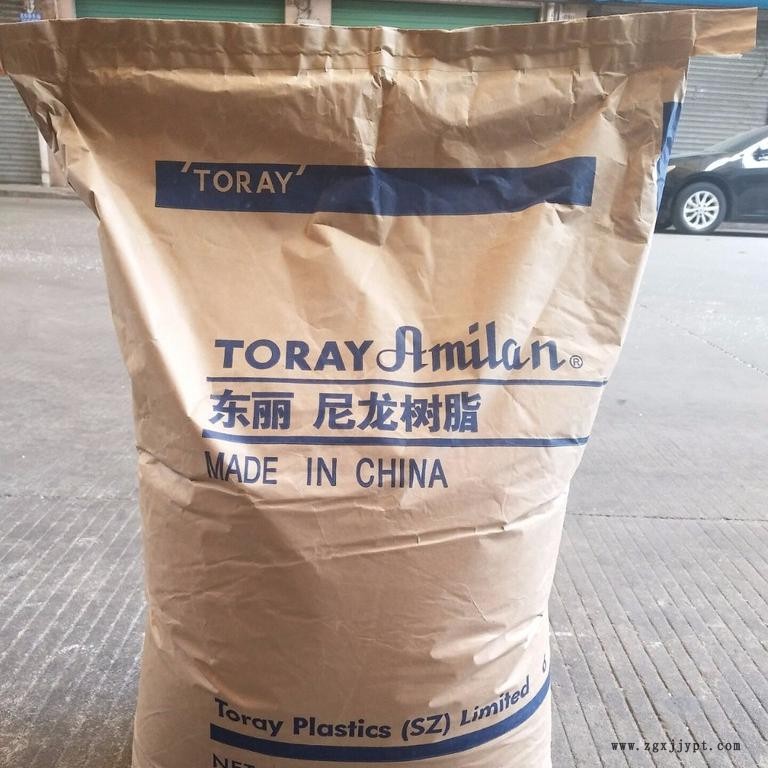 TORAY
TORAY Amilan®
东丽 尼龙树脂
MADE IN CHINA
Toray Plastics (SZ) Limited
NET
www.zgxjjypt.com